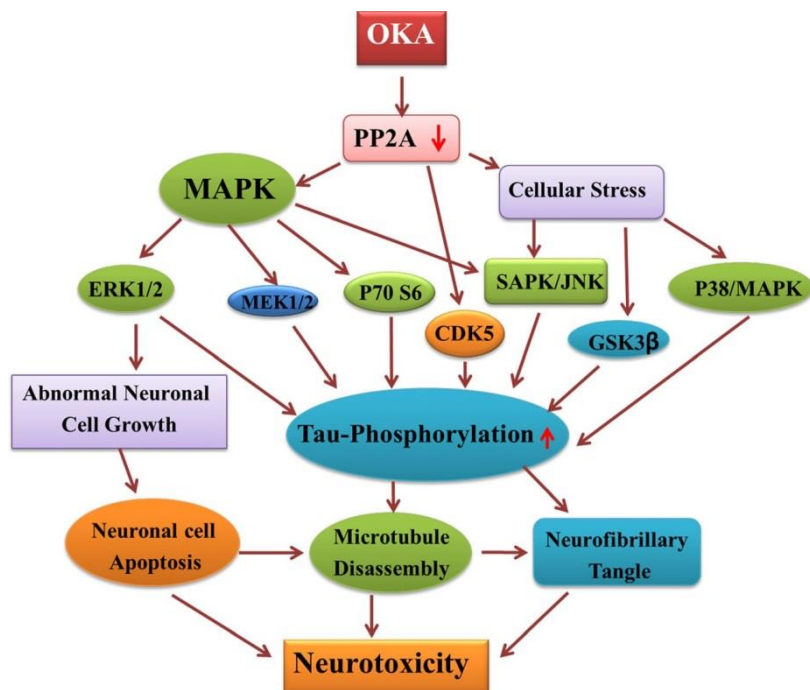 OKA
PP2A ↓
MAPK
Cellular Stress
ERK1/2
MEK1/2
P70 S6
SAPK/JNK
P38/MAPK
CDK5
GSK3β
Abnormal Neuronal
Cell Growth
Tau-Phosphorylation ↑
Neuronal cell
Apoptosis
Microtubule
Disassembly
Neurofibrillary
Tangle
Neurotoxicity